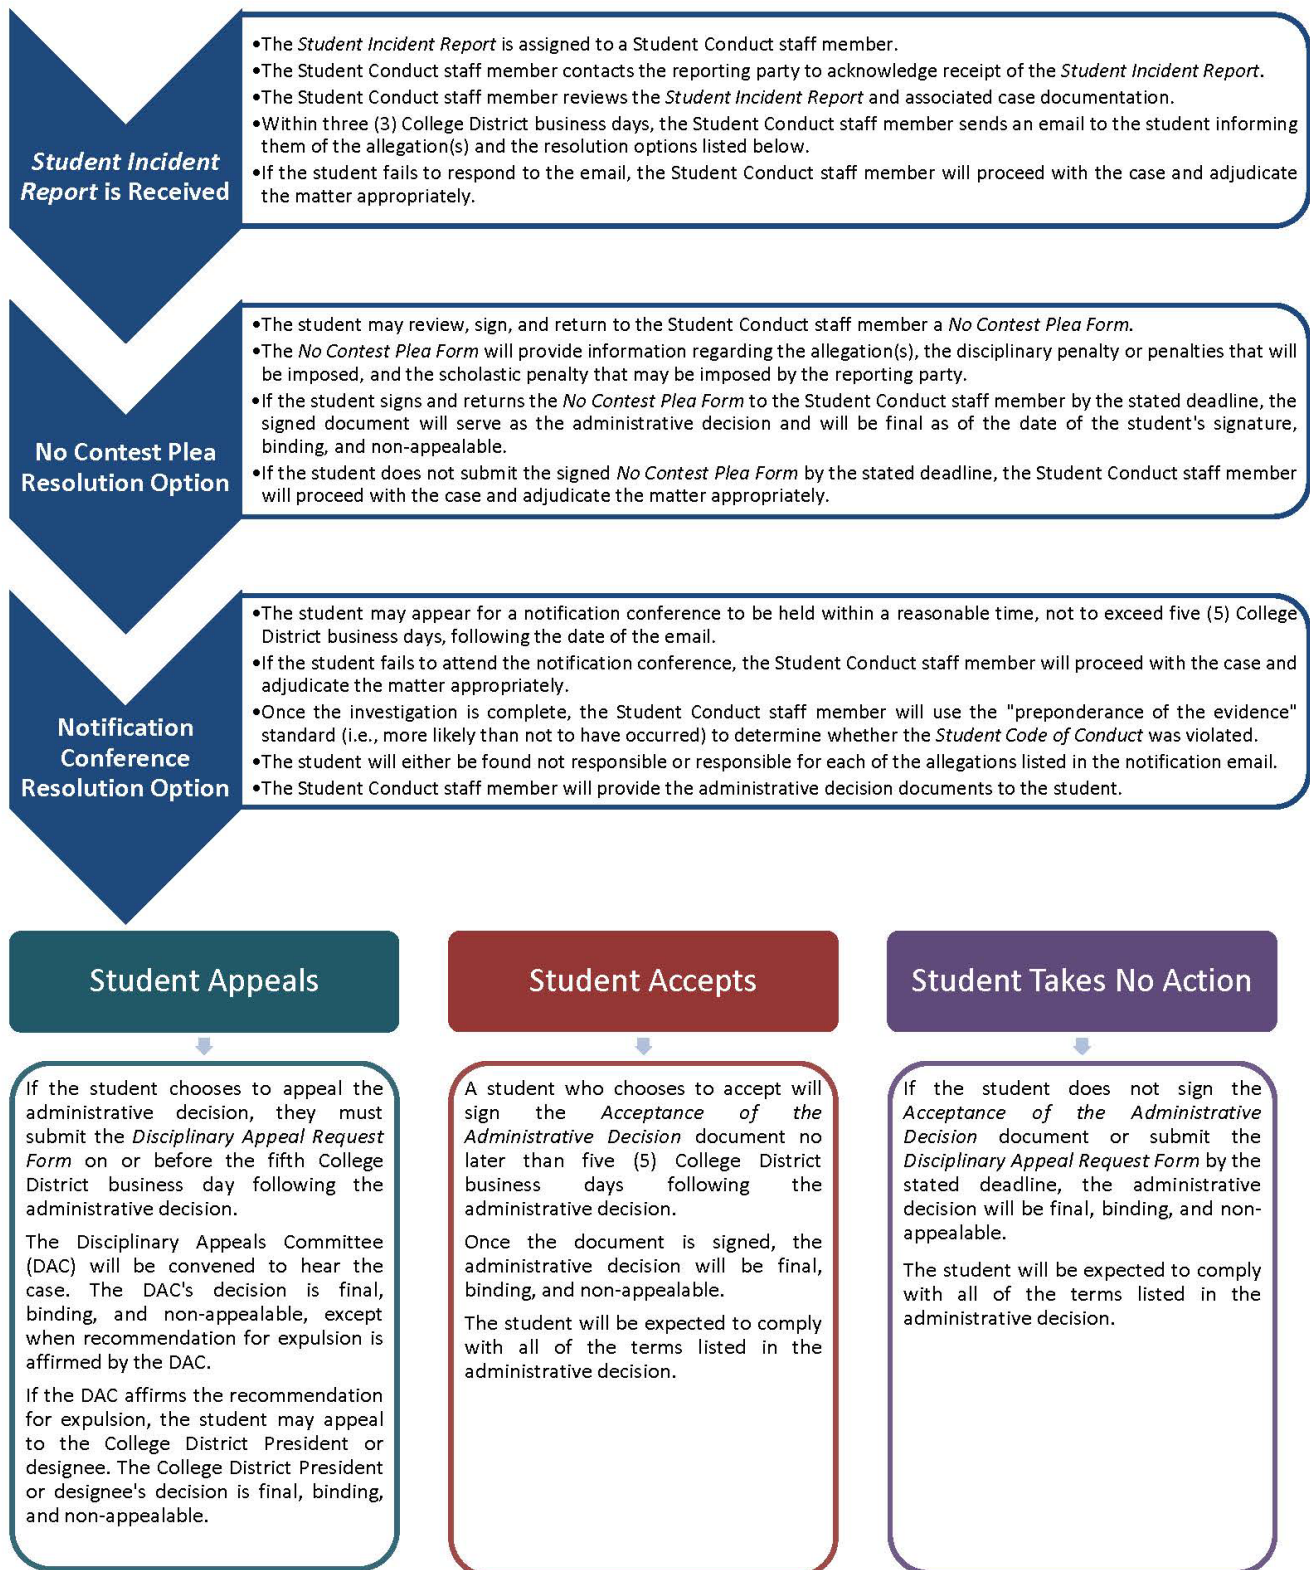 Student Incident
Report is Received
•The Student Incident Report is assigned to a Student Conduct staff member.
•The Student Conduct staff member contacts the reporting party to acknowledge receipt of the Student Incident Report.
•The Student Conduct staff member reviews the Student Incident Report and associated case documentation.
•Within three (3) College District business days, the Student Conduct staff member sends an email to the student informing
them of the allegation(s) and the resolution options listed below.
•If the student fails to respond to the email, the Student Conduct staff member will proceed with the case and adjudicate
the matter appropriately.
No Contest Plea
Resolution Option
•The student may review, sign, and return to the Student Conduct staff member a No Contest Plea Form.
•The No Contest Plea Form will provide information regarding the allegation(s), the disciplinary penalty or penalties that will
be imposed, and the scholastic penalty that may be imposed by the reporting party.
•If the student signs and returns the No Contest Plea Form to the Student Conduct staff member by the stated deadline, the
signed document will serve as the administrative decision and will be final as of the date of the student's signature,
binding, and non-appealable.
•If the student does not submit the signed No Contest Plea Form by the stated deadline, the Student Conduct staff member
will proceed with the case and adjudicate the matter appropriately.
Notification
Conference
Resolution Option
•The student may appear for a notification conference to be held within a reasonable time, not to exceed five (5) College
District business days, following the date of the email.
•If the student fails to attend the notification conference, the Student Conduct staff member will proceed with the case and
adjudicate the matter appropriately.
•Once the investigation is complete, the Student Conduct staff member will use the "preponderance of the evidence"
standard (i.e., more likely than not to have occurred) to determine whether the Student Code of Conduct was violated.
•The student will either be found not responsible or responsible for each of the allegations listed in the notification email.
•The Student Conduct staff member will provide the administrative decision documents to the student.
Student Appeals
If the student chooses to appeal the
administrative decision, they must
submit the Disciplinary Appeal Request
Form on or before the fifth College
District business day following the
administrative decision.
The Disciplinary Appeals Committee
(DAC) will be convened to hear the
case. The DAC's decision is final,
binding, and non-appealable, except
when recommendation for expulsion is
affirmed by the DAC.
If the DAC affirms the recommendation
for expulsion, the student may appeal
to the College District President or
designee. The College District President
or designee's decision is final, binding,
and non-appealable.
Student Accepts
A student who chooses to accept will
sign the Acceptance of the
Administrative Decision document no
later than five (5) College District
business days following the
administrative decision.
Once the document is signed, the
administrative decision will be final,
binding, and non-appealable.
The student will be expected to comply
with all of the terms listed in the
administrative decision.
Student Takes No Action
If the student does not sign the
Acceptance of the Administrative
Decision document or submit the
Disciplinary Appeal Request Form by the
stated deadline, the administrative
decision will be final, binding, and non-
appealable.
The student will be expected to comply
with all of the terms listed in the
administrative decision.